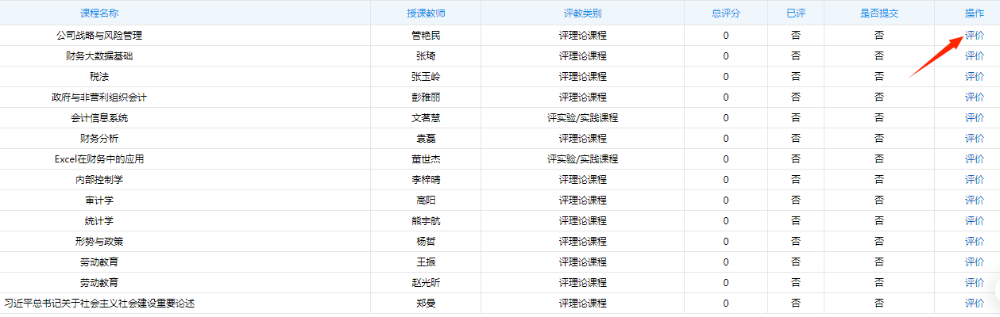 课程名称 授课教师 评教类别 总评分 已评 是否提交 操作
公司战略与风险管理 管艳民 评理论课程 0 否 否 评价
财务大数据基础 张琦 评理论课程 0 否 否 评价
税法 张玉岭 评理论课程 0 否 否 评价
政府与非营利组织会计 彭雅丽 评理论课程 0 否 否 评价
会计信息系统 文茗慧 评实验/实践课程 0 否 否 评价
财务分析 袁磊 评理论课程 0 否 否 评价
Excel在财务中的应用 董世杰 评实验/实践课程 0 否 否 评价
内部控制学 李梓晴 评理论课程 0 否 否 评价
审计学 高阳 评理论课程 0 否 否 评价
统计学 熊宇航 评理论课程 0 否 否 评价
形势与政策 杨哲 评理论课程 0 否 否 评价
劳动教育 王振 评理论课程 0 否 否 评价
劳动教育 赵光昕 评理论课程 0 否 否 评价
习近平总书记关于社会主义社会建设重要论述 郑曼 评理论课程 0 否 否 评价